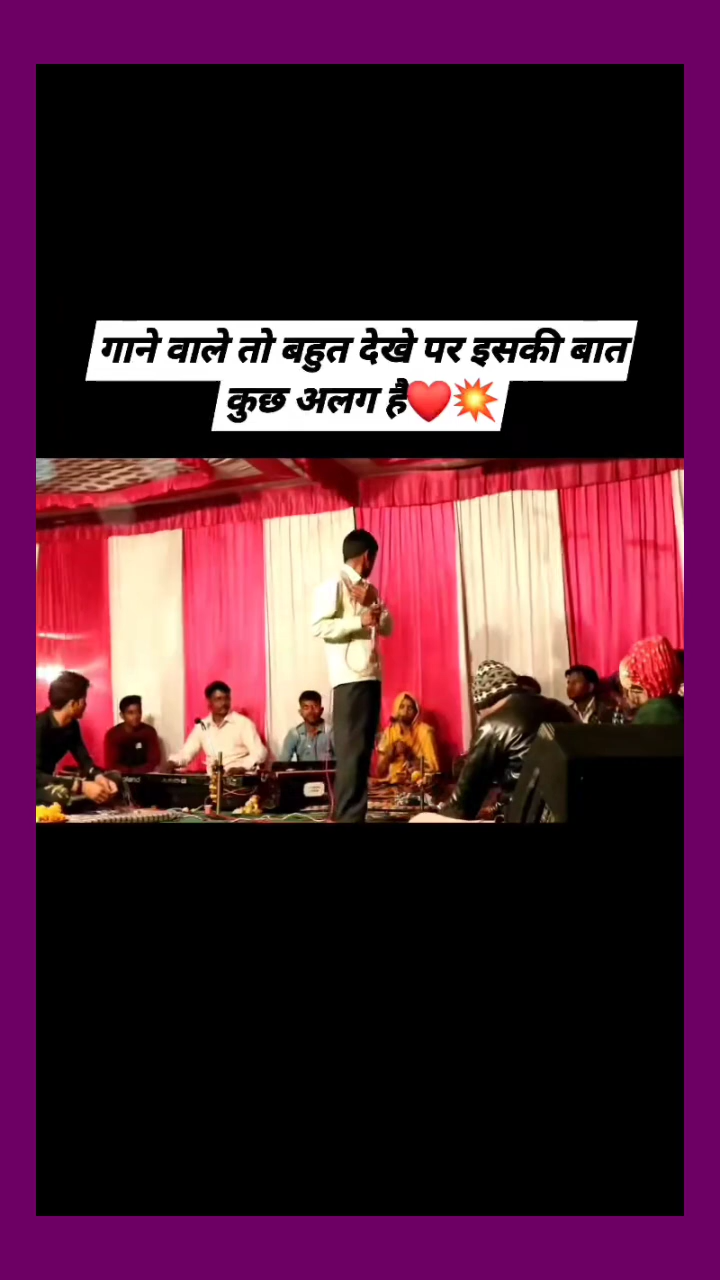 गाने वाले तो बहुत देखे पर इसकी बात
कुछ अलग है❤️💥